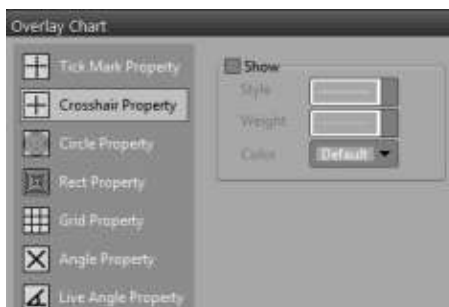 Overlay Chart
Tick Mark Property
Crosshair Property
Circle Property
Rect Property
Grid Property
Angle Property
Live Angle Property
Show
Style
Weight
Color
Default